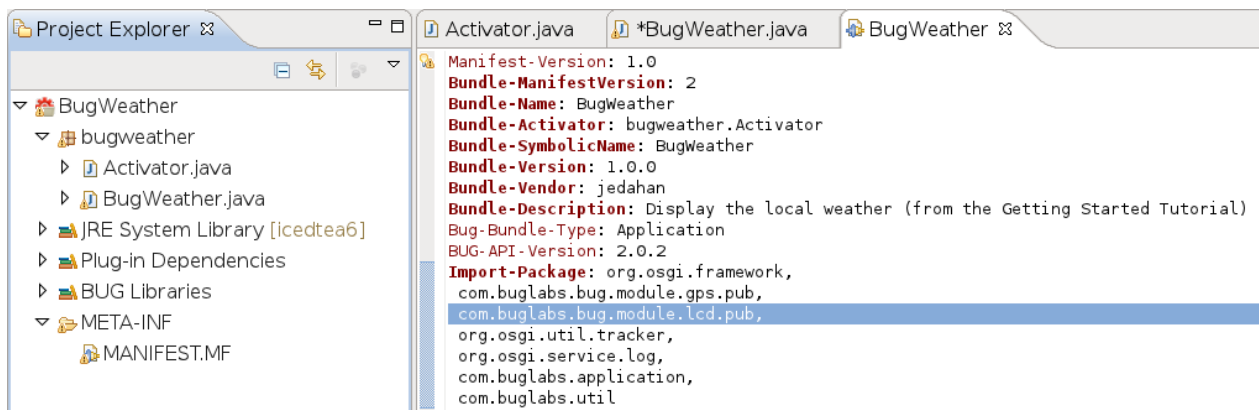 Project Explorer
BugWeather
bugweather
Activator.java
BugWeather.java
JRE System Library [icedtea6]
Plug-in Dependencies
BUG Libraries
META-INF
MANIFEST.MF
Activator.java *BugWeather.java BugWeather
Manifest-Version: 1.0
Bundle-ManifestVersion: 2
Bundle-Name: BugWeather
Bundle-Activator: bugweather.Activator
Bundle-SymbolicName: BugWeather
Bundle-Version: 1.0.0
Bundle-Vendor: jedahan
Bundle-Description: Display the local weather (from the Getting Started Tutorial)
Bug-Bundle-Type: Application
BUG-API-Version: 2.0.2
Import-Package: org.osgi.framework,
com.buglabs.bug.module.gps.pub,
com.buglabs.bug.module.lcd.pub,
org.osgi.util.tracker,
org.osgi.service.log,
com.buglabs.application,
com.buglabs.util